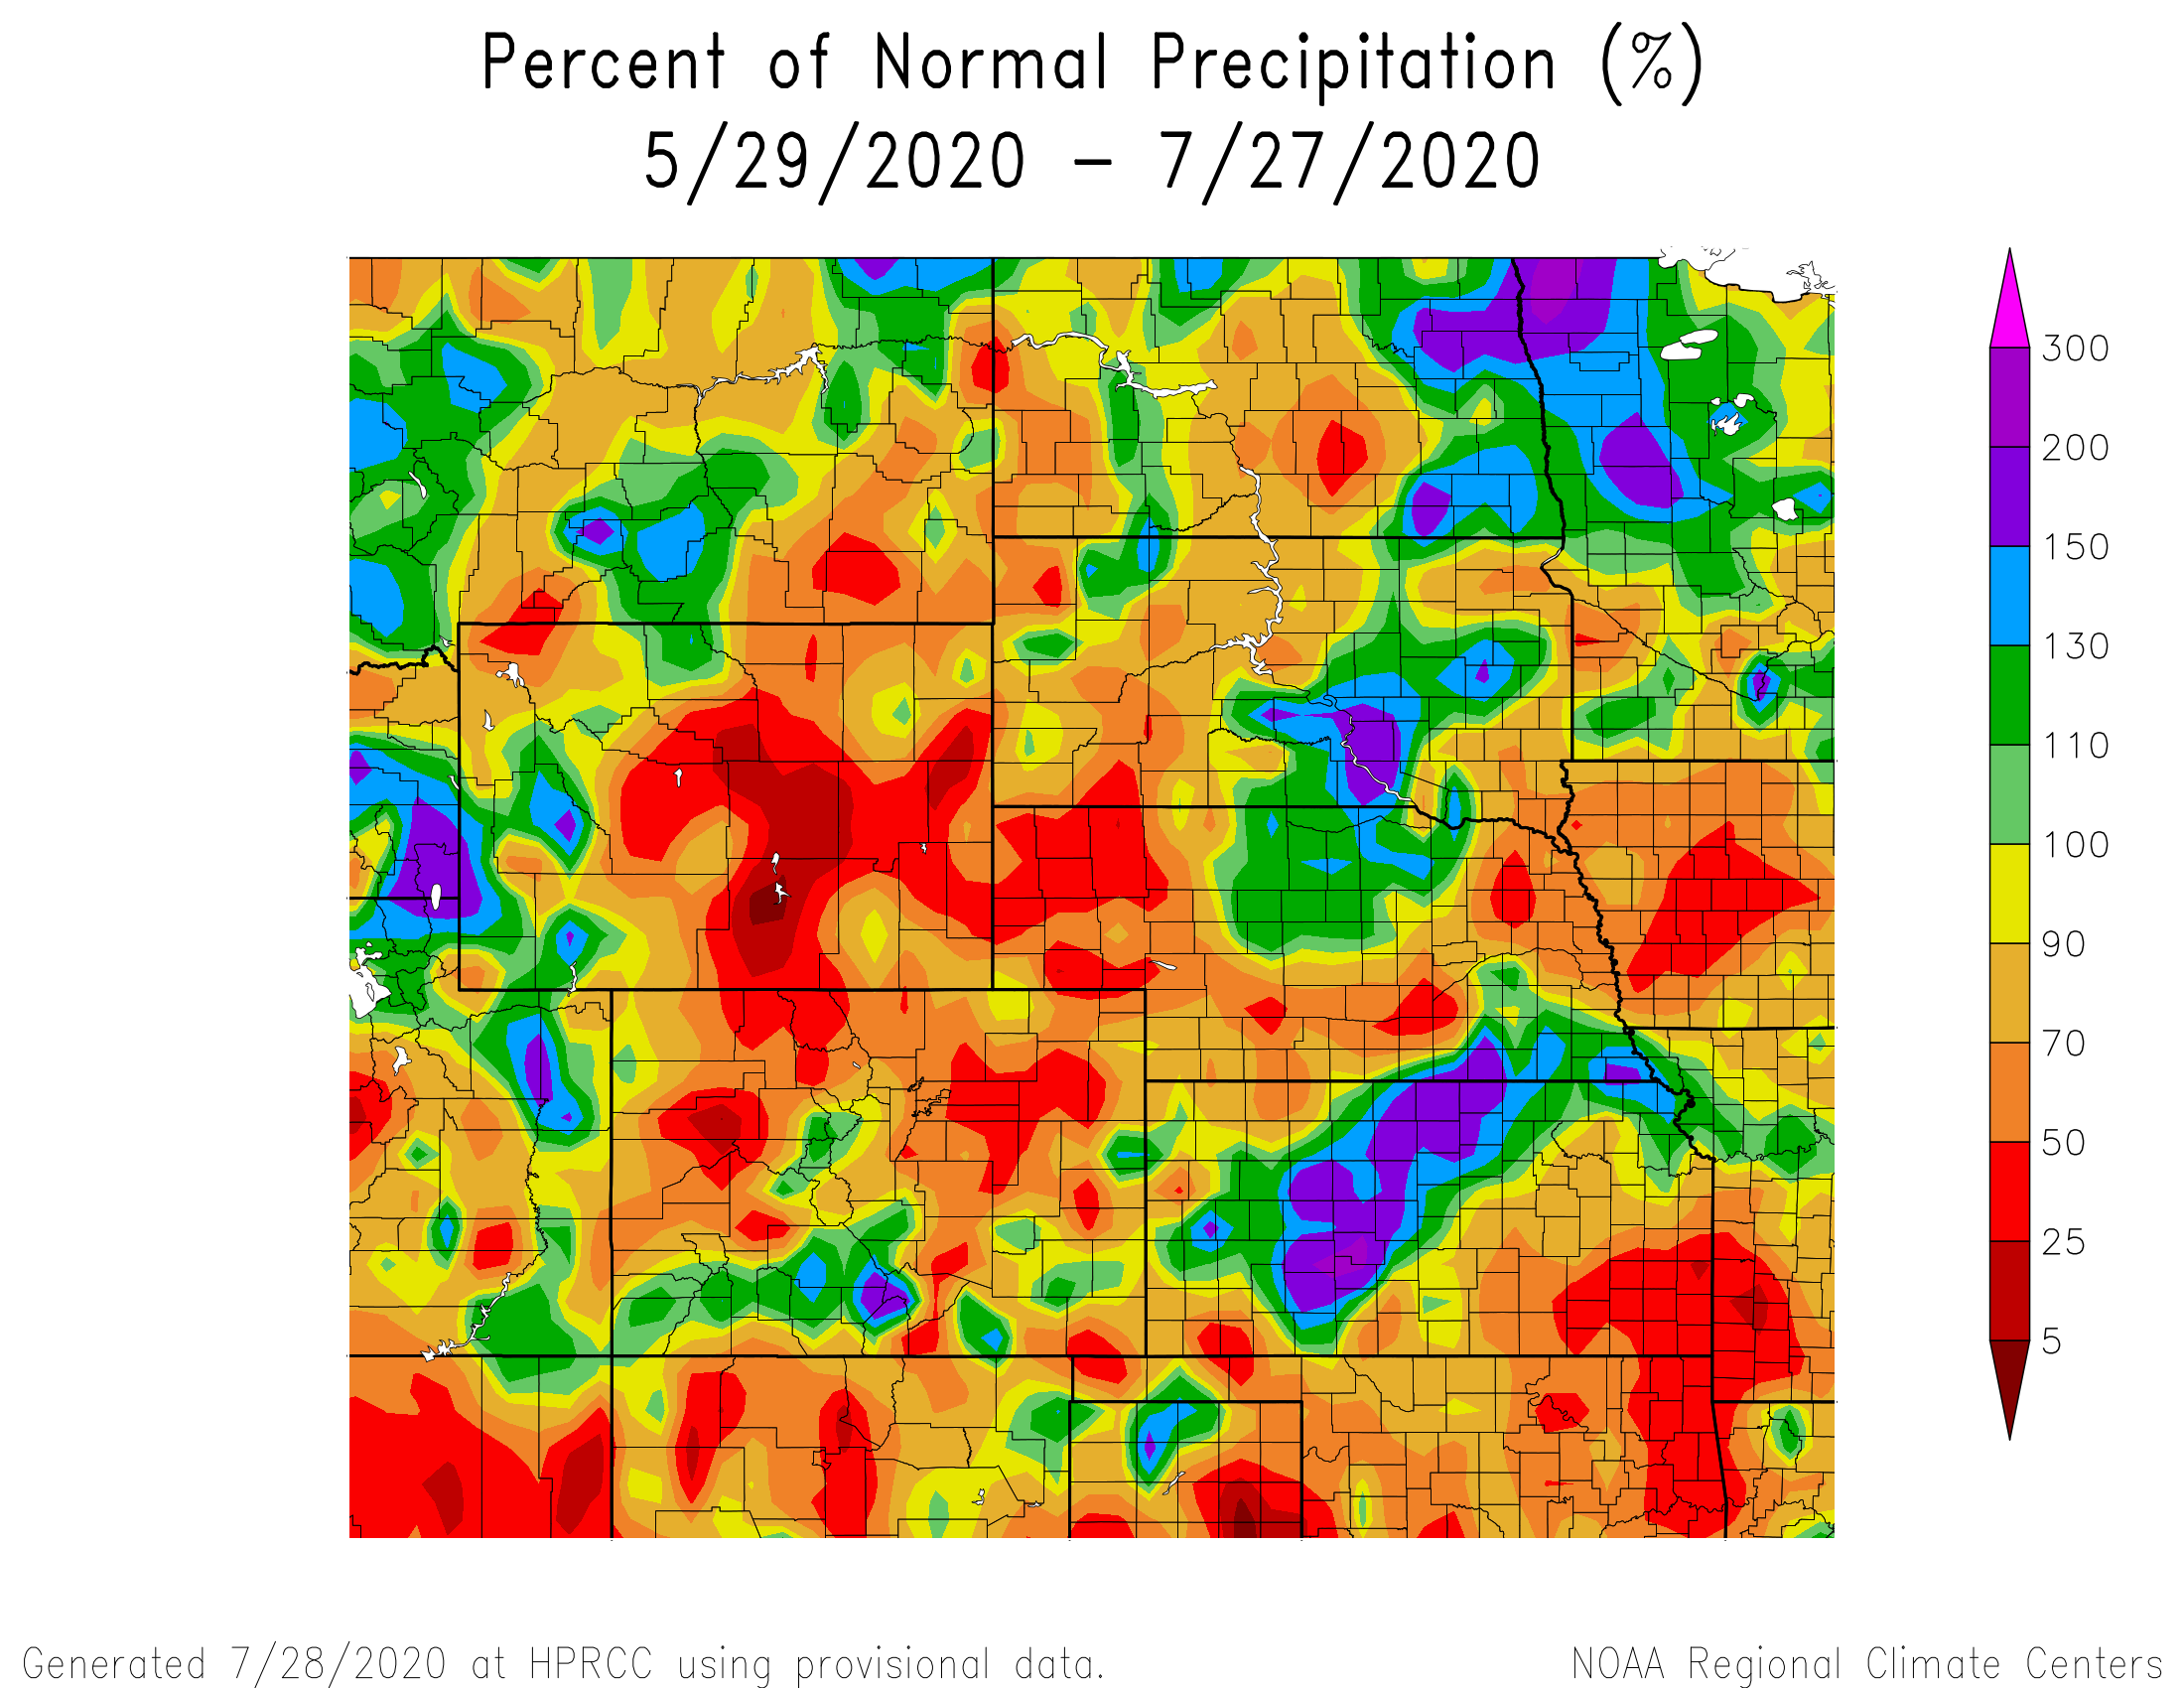 Percent of Normal Precipitation (%)
5/29/2020 – 7/27/2020
300
200
150
130
110
100
90
70
50
25
5
Generated 7/28/2020 at HPRCC using provisional data.
NOAA Regional Climate Centers